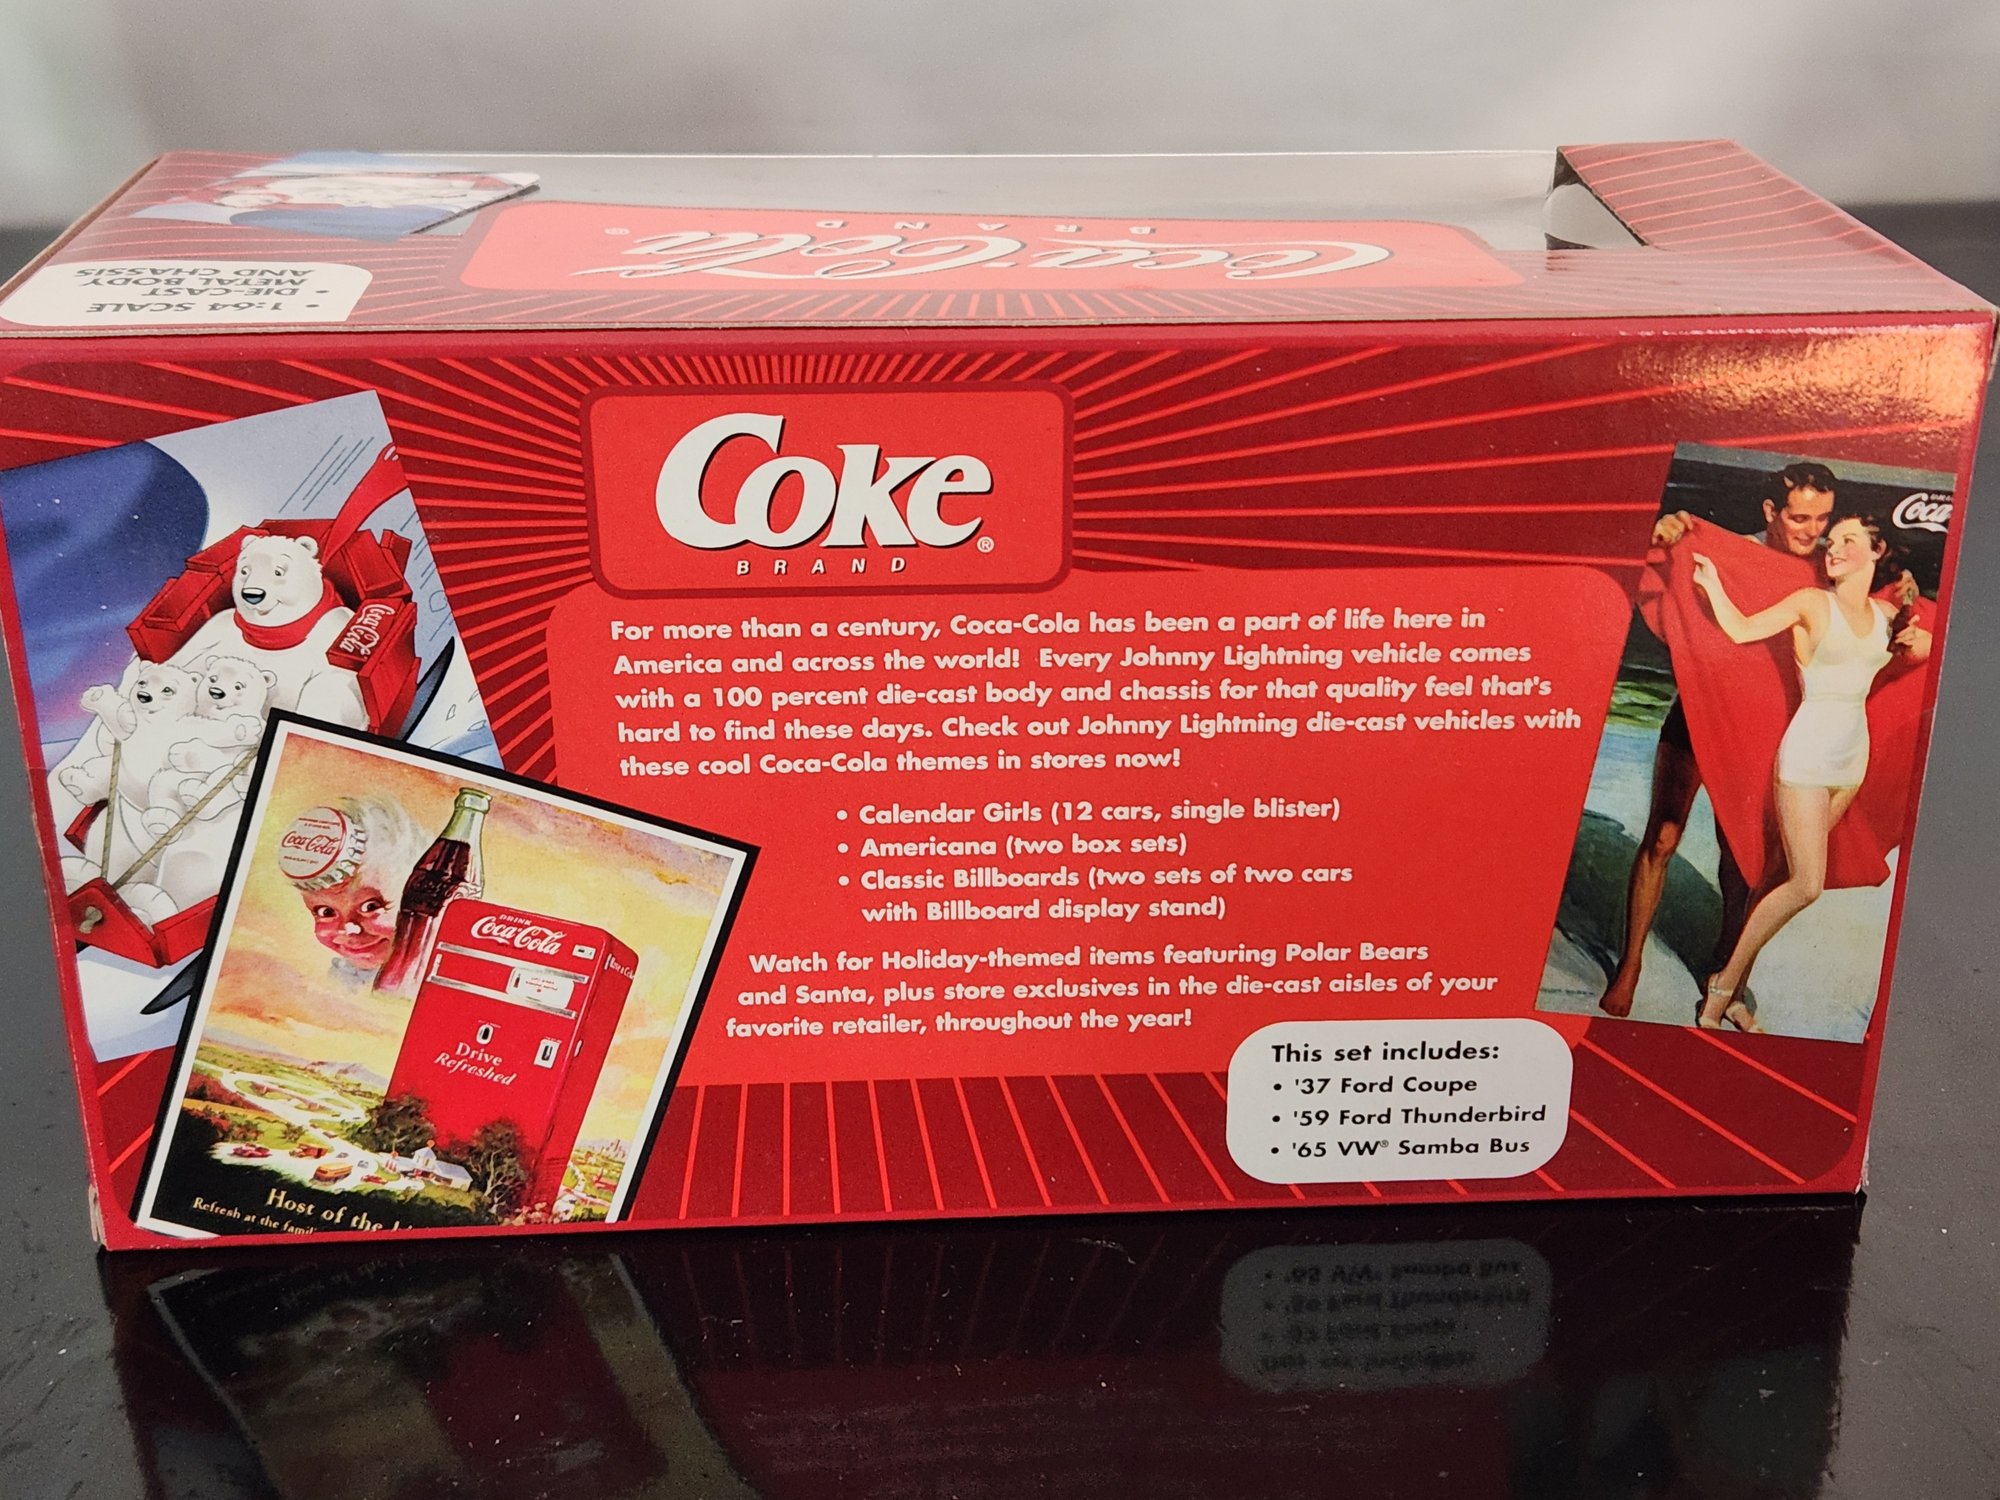 Coca-Cola ®
BRAND
• 1:64 SCALE
• DIE-CAST
METAL BODY
AND CHASSIS
Coke ®
BRAND
For more than a century, Coca-Cola has been a part of life here in
America and across the world! Every Johnny Lightning vehicle comes
with a 100 percent die-cast body and chassis for that quality feel that's
hard to find these days. Check out Johnny Lightning die-cast vehicles with
these cool Coca-Cola themes in stores now!
• Calendar Girls (12 cars, single blister)
• Americana (two box sets)
• Classic Billboards (two sets of two cars
with Billboard display stand)
Watch for Holiday-themed items featuring Polar Bears
and Santa, plus store exclusives in the die-cast aisles of your
favorite retailer, throughout the year!
This set includes:
• '37 Ford Coupe
• '59 Ford Thunderbird
• '65 VW® Samba Bus
Coca-Cola
Coca-Cola
DRINK
Coca-Cola
Drive
Refreshed
Host of the
Refresh at the
Coca